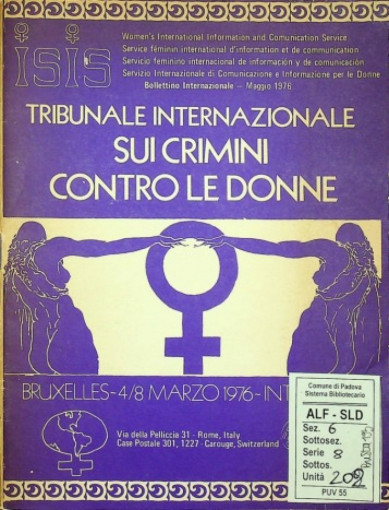 isis
Women's International Information and Comunication Service
Service féminin international d'information et de communication
Servicio feminino internacional de información y de comunicación
Servizio Internazionale di Comunicazione e Informazione per le Donne
Bollettino Internazionale — Maggio 1976
TRIBUNALE INTERNAZIONALE
SUI CRIMINI
CONTRO LE DONNE
BRUXELLES-4/8 MARZO 1976-INT
Via della Pelliccia 31 - Rome, Italy
Case Postale 301, 1227 - Carouge, Switzerland
Comune di Padova
Sistema Bibliotecario
ALF - SLD
Sez. 6
Sottosez.
Serie 8
Sottos.
Unità 202
PUV 55